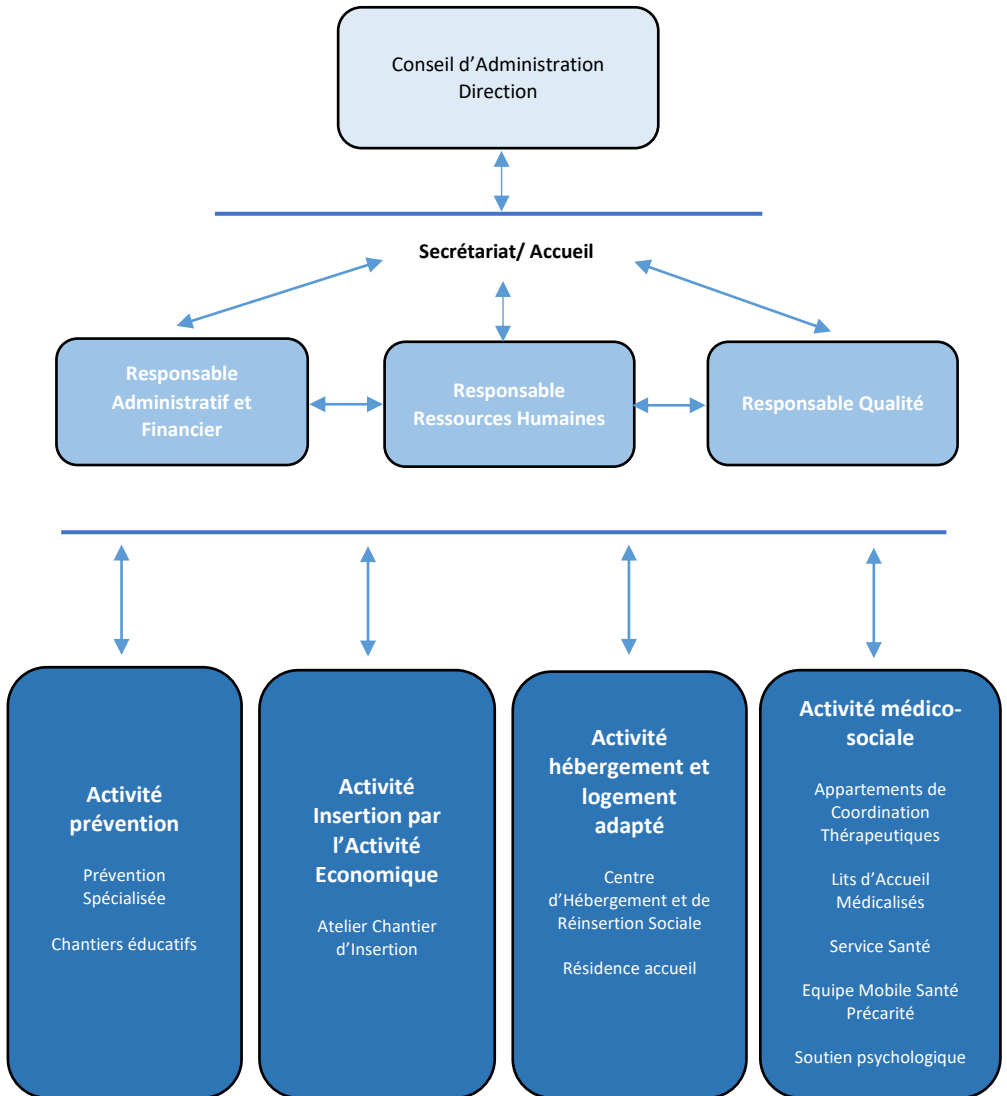 Conseil d’Administration
Direction
Secrétariat/ Accueil
Responsable
Administratif et
Financier
Responsable
Ressources Humaines
Responsable Qualité
Activité
prévention
Prévention
Spécialisée
Chantiers éducatifs
Activité
Insertion par
l’Activité
Economique
Atelier Chantier
d’Insertion
Activité
hébergement et
logement
adapté
Centre
d’Hébergement et de
Réinsertion Sociale
Résidence accueil
Activité médico-
sociale
Appartements de
Coordination
Thérapeutiques
Lits d’Accueil
Médicalisés
Service Santé
Equipe Mobile Santé
Précarité
Soutien psychologique